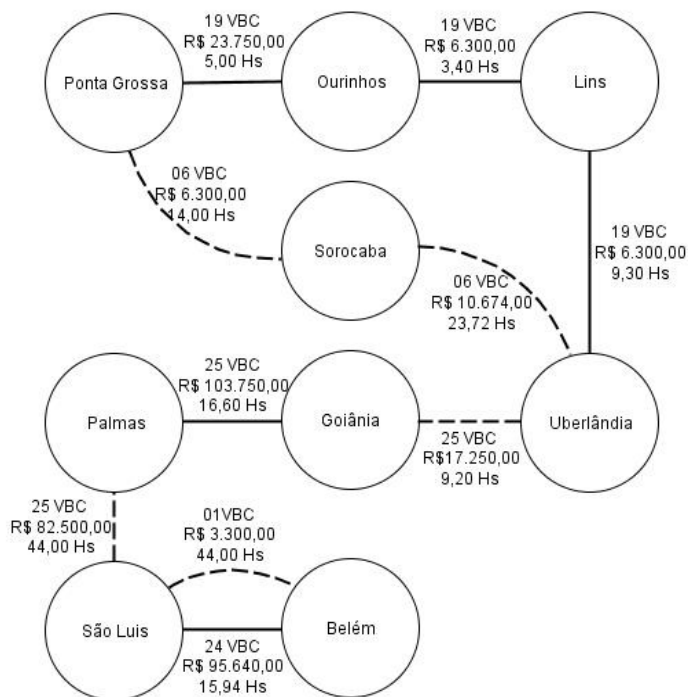 19 VBC
R$ 23.750,00
5,00 Hs
19 VBC
R$ 6.300,00
3,40 Hs
Ponta Grossa
Ourinhos
Lins
06 VBC
R$ 6.300,00
14,00 Hs
Sorocaba
19 VBC
R$ 6.300,00
9,30 Hs
06 VBC
R$ 10.674,00
23,72 Hs
25 VBC
R$ 103.750,00
16,60 Hs
Palmas
Goiânia
Uberlândia
25 VBC
R$17.250,00
9,20 Hs
25 VBC
R$ 82.500,00
44,00 Hs
01VBC
R$ 3.300,00
44,00 Hs
São Luis
Belém
24 VBC
R$ 95.640,00
15,94 Hs